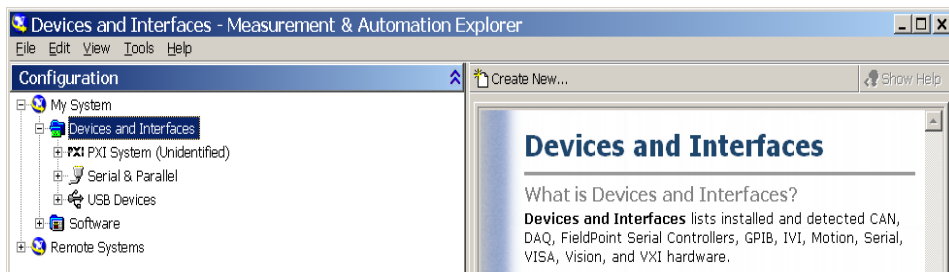 Devices and Interfaces - Measurement & Automation Explorer
File Edit View Tools Help
Configuration
My System
Devices and Interfaces
PXI PXI System (Unidentified)
Serial & Parallel
USB Devices
Software
Remote Systems
Create New...
Show Help
Devices and Interfaces
What is Devices and Interfaces?
Devices and Interfaces lists installed and detected CAN,
DAQ, FieldPoint Serial Controllers, GPIB, IVI, Motion, Serial,
VISA, Vision, and VXI hardware.